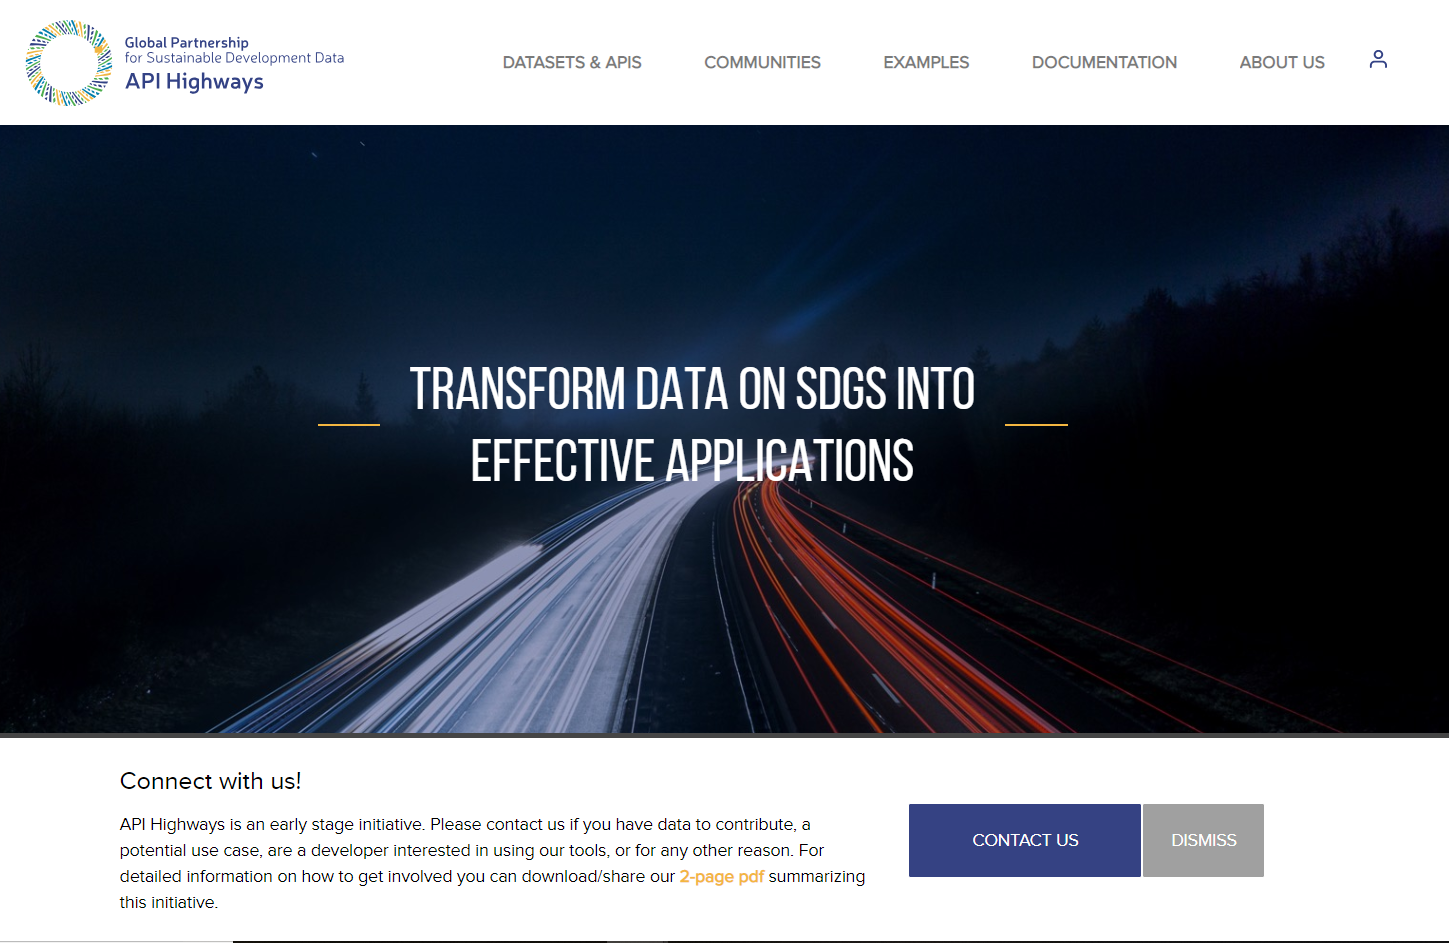 Global Partnership
for Sustainable Development Data
API Highways
DATASETS & APIS
COMMUNITIES
EXAMPLES
DOCUMENTATION
ABOUT US
TRANSFORM DATA ON SDGS INTO
EFFECTIVE APPLICATIONS
Connect with us!
API Highways is an early stage initiative. Please contact us if you have data to contribute, a
potential use case, are a developer interested in using our tools, or for any other reason. For
detailed information on how to get involved you can download/share our 2-page pdf summarizing
this initiative.
CONTACT US
DISMISS